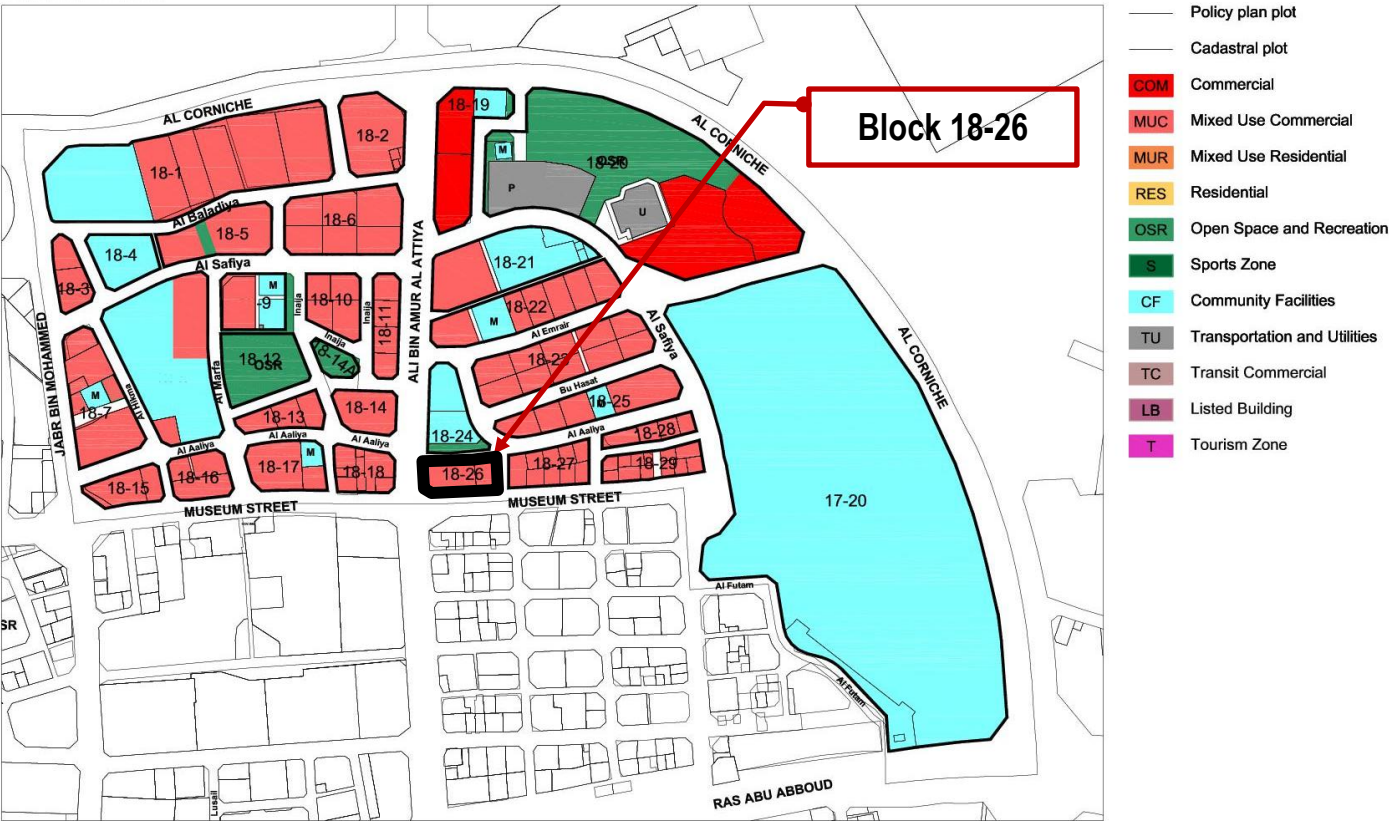 Policy plan plot
Cadastral plot
COM Commercial
MUC Mixed Use Commercial
MUR Mixed Use Residential
RES Residential
OSR Open Space and Recreation
S Sports Zone
CF Community Facilities
TU Transportation and Utilities
TC Transit Commercial
LB Listed Building
T Tourism Zone
Block 18-26
AL CORNICHE
18-19
18-2
AL CORNICHE
18-1
M
18-20
OSR
P
U
Al Baladiya
18-6
18-5
18-4
Al Safiya
18-21
18-3
M
-9
Inaija
18-10
Inaija
18-11
ALI BIN AMUR AL ATTIYA
18-22
M
Al Emrair
Al Safiya
AL CORNICHE
JABR BIN MOHAMMED
18-12
OSR
Inaija
18-14A
18-23
Bu Hasat
M
18-7
Al Hikma
Al Marfa
18-13
18-14
M
18-25
Al Aaliya
Al Aaliya
Al Aaliya
Al Aaliya
18-24
18-28
18-15
18-16
18-17
M
18-18
18-26
18-27
18-29
MUSEUM STREET
MUSEUM STREET
17-20
Al Futam
SR
Al Futam
Lusail
RAS ABU ABBOUD